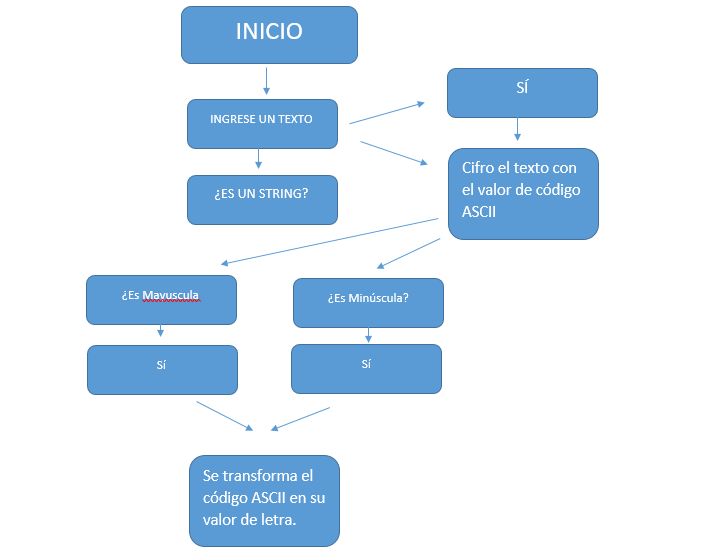 INICIO
INGRESE UN TEXTO
¿ES UN STRING?
SÍ
Cifro el texto con
el valor de código
ASCII
¿Es Mavuscula
¿Es Minúscula?
Sí
Sí
Se transforma el
código ASCII en su
valor de letra.